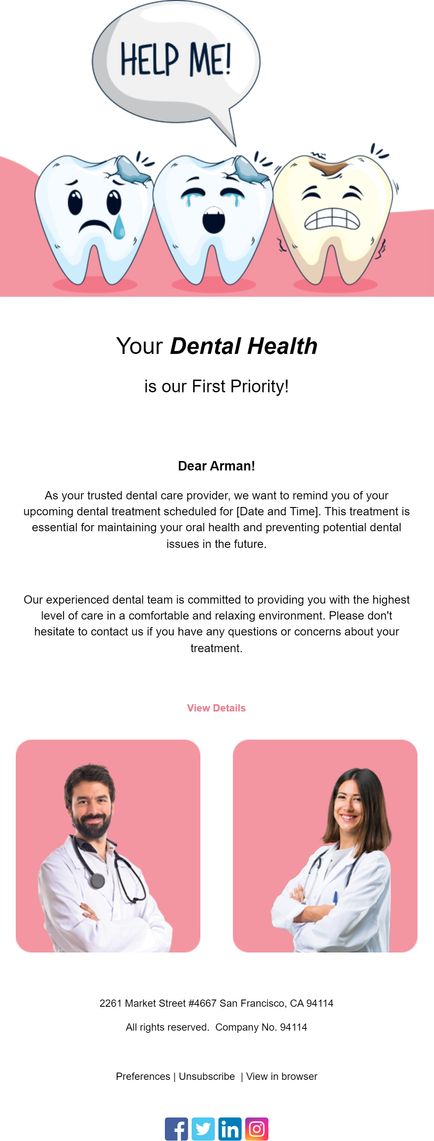 HELP ME!
Your Dental Health
is our First Priority!
Dear Arman!
As your trusted dental care provider, we want to remind you of your
upcoming dental treatment scheduled for [Date and Time]. This treatment is
essential for maintaining your oral health and preventing potential dental
issues in the future.
Our experienced dental team is committed to providing you with the highest
level of care in a comfortable and relaxing environment. Please don't
hesitate to contact us if you have any questions or concerns about your
treatment.
View Details
2261 Market Street #4667 San Francisco, CA 94114
All rights reserved.  Company No. 94114
Preferences | Unsubscribe  | View in browser